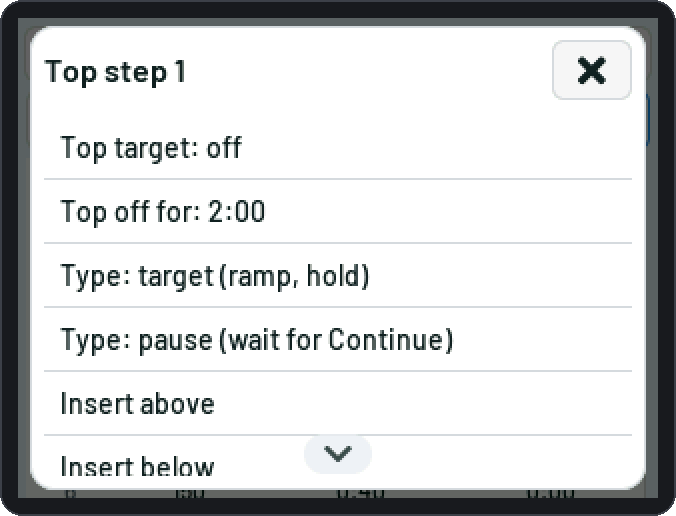 Top step 1
Top target: off
Top off for: 2:00
Type: target (ramp, hold)
Type: pause (wait for Continue)
Insert above
Insert below